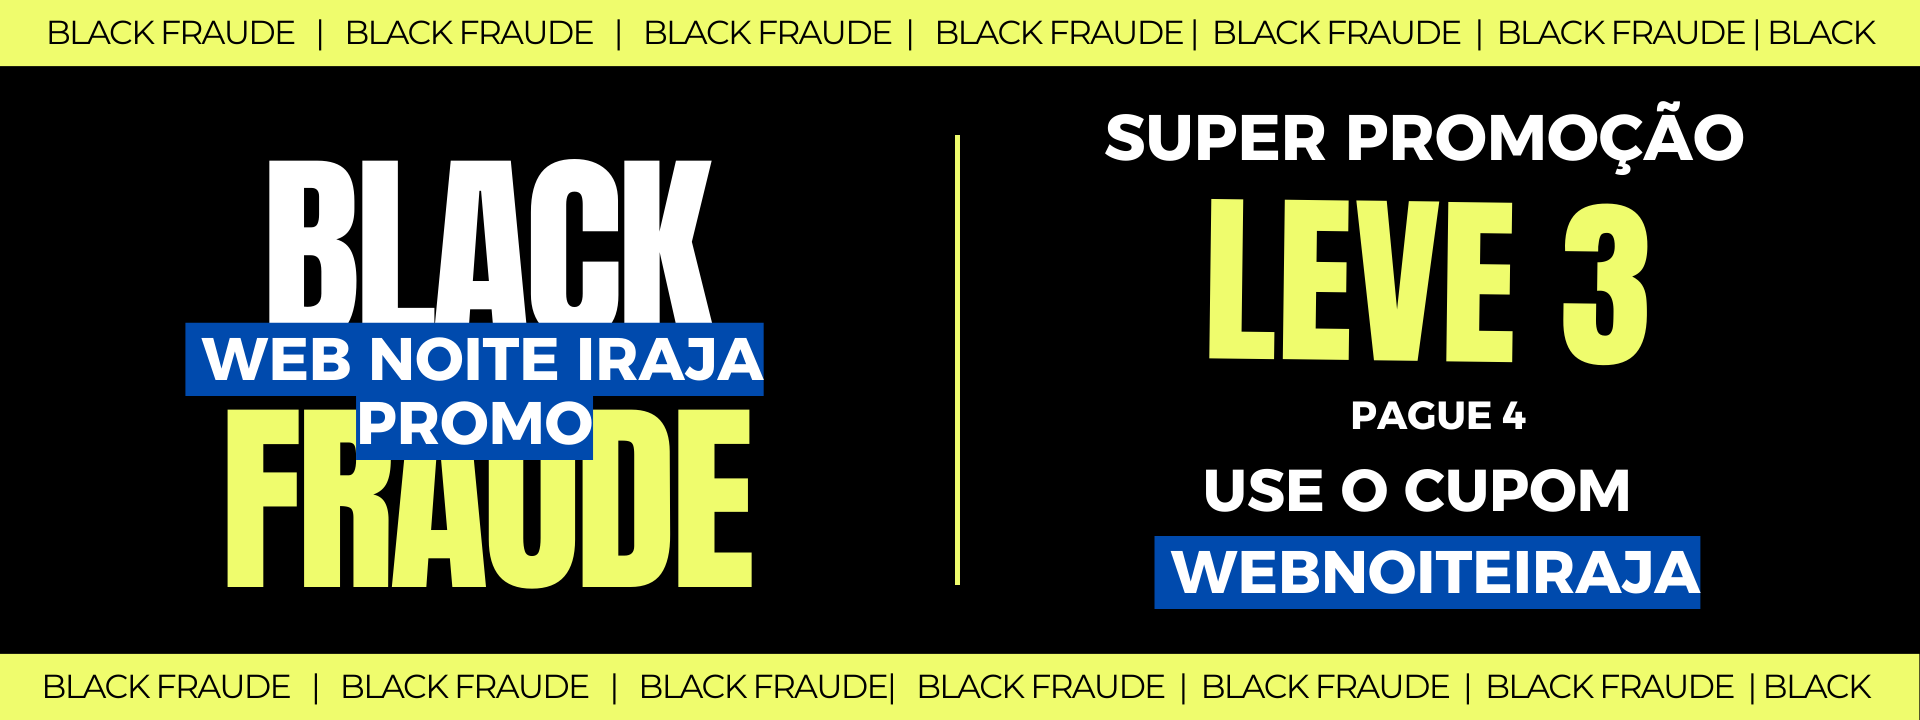 BLACK FRAUDE | BLACK FRAUDE | BLACK FRAUDE | BLACK FRAUDE | BLACK FRAUDE | BLACK FRAUDE | BLACK
BLACK
WEB NOITE IRAJA
PROMO
FRAUDE
SUPER PROMOÇÃO
LEVE 3
PAGUE 4
USE O CUPOM
WEBNOITEIRAJA
BLACK FRAUDE | BLACK FRAUDE | BLACK FRAUDE| BLACK FRAUDE | BLACK FRAUDE | BLACK FRAUDE | BLACK